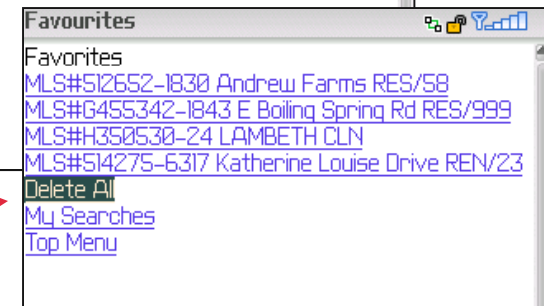 Favourites
Favorites
MLS#512652-1830 Andrew Farms RES/58
MLS#G455342-1843 E Boiling Spring Rd RES/999
MLS#H350530-24 LAMBETH CLN
MLS#514275-6317 Katherine Louise Drive REN/23
Delete All
My Searches
Top Menu